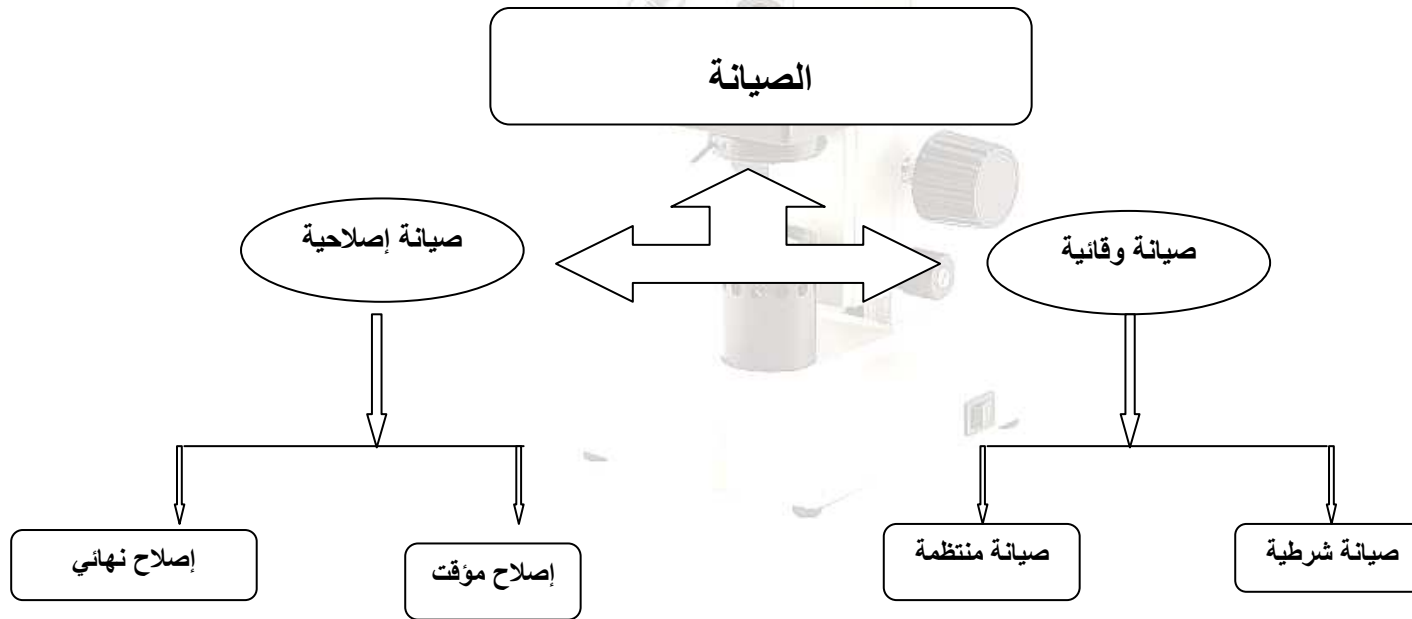 الصيانة
صيانة وقائية
صيانة إصلاحية
صيانة شرطية
صيانة منتظمة
إصلاح مؤقت
إصلاح نهائي